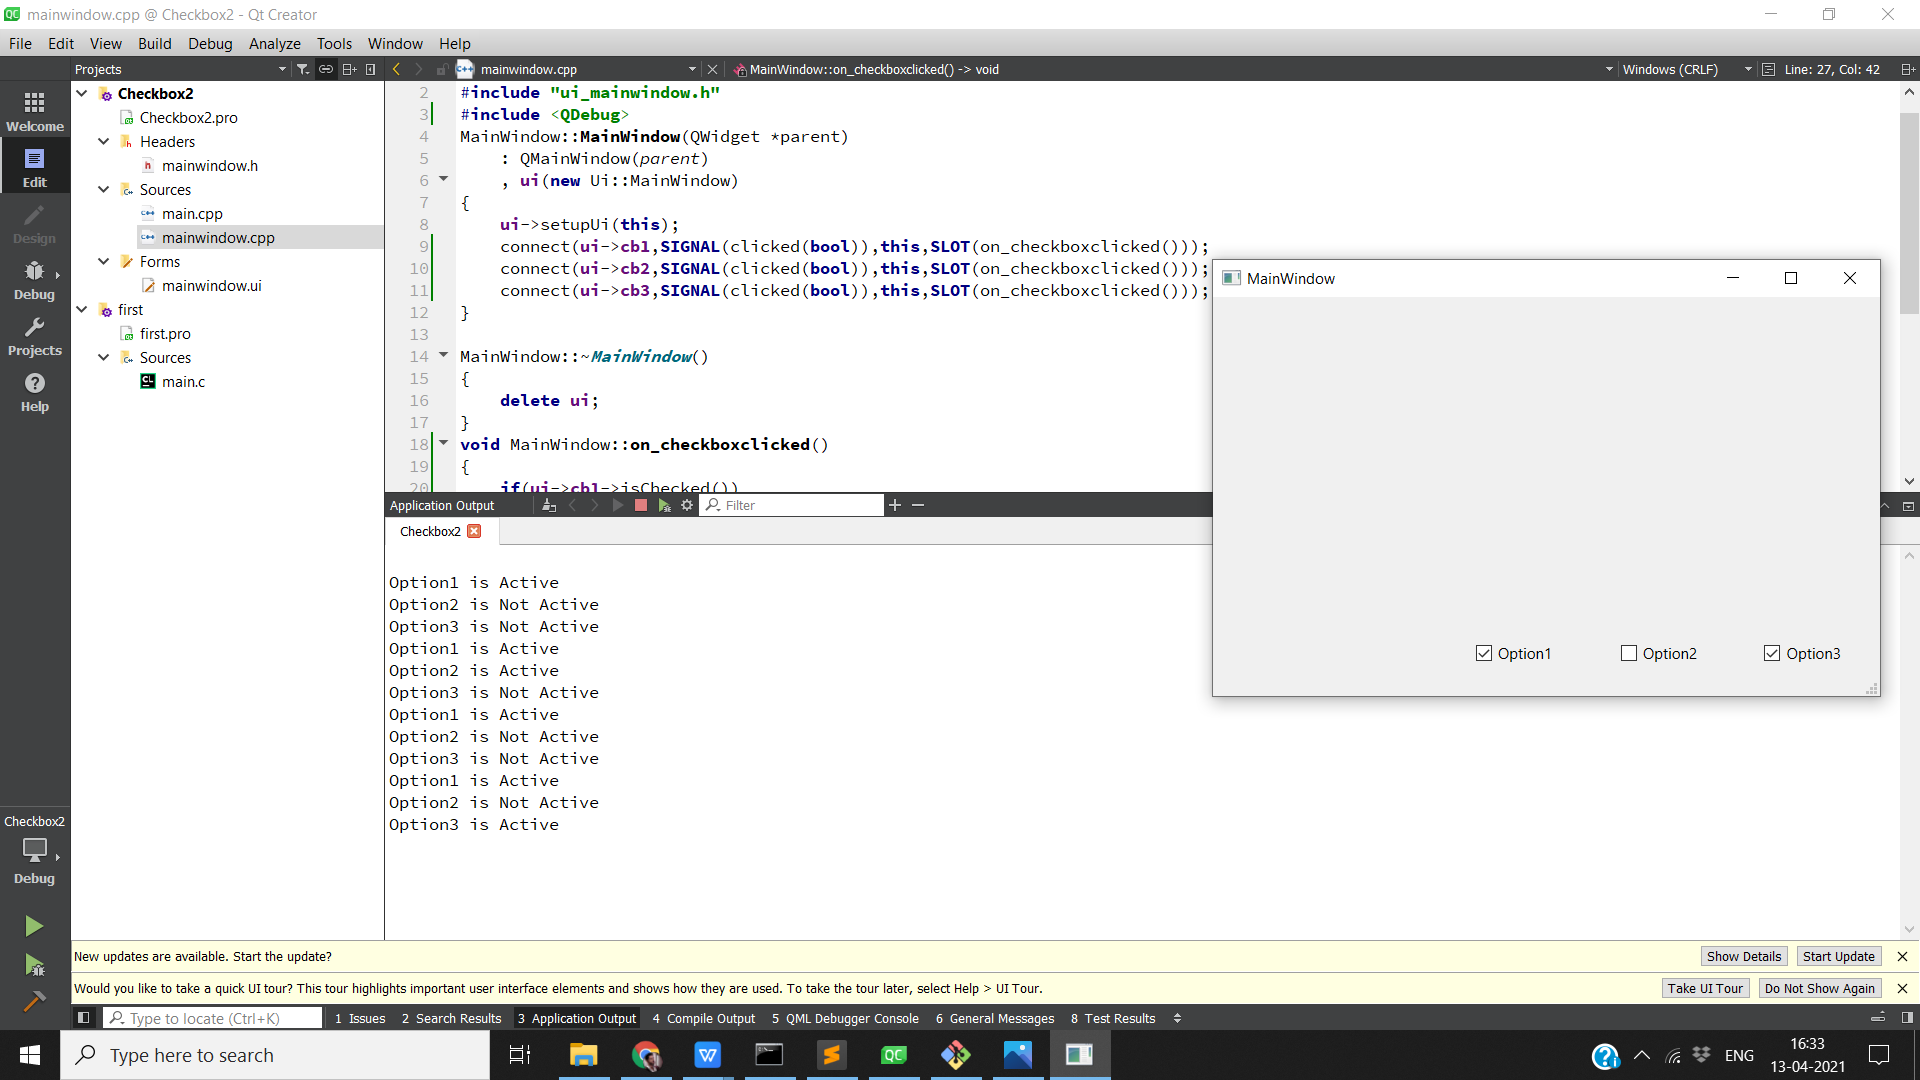 mainwindow.cpp @ Checkbox2 - Qt Creator
File Edit View Build Debug Analyze Tools Window Help
Projects
mainwindow.cpp
MainWindow::on_checkboxclicked() -> void
Windows (CRLF)
Line: 27, Col: 42
Welcome
Edit
Design
Debug
Projects
Help
Checkbox2
Debug
Checkbox2
Checkbox2.pro
Headers
mainwindow.h
Sources
main.cpp
mainwindow.cpp
Forms
mainwindow.ui
first
first.pro
Sources
main.c
2 #include "ui_mainwindow.h"
3 #include <QDebug>
4 MainWindow::MainWindow(QWidget *parent)
5 : QMainWindow(parent)
6 , ui(new Ui::MainWindow)
7 {
8 ui->setupUi(this);
9 connect(ui->cb1,SIGNAL(clicked(bool)),this,SLOT(on_checkboxclicked()));
10 connect(ui->cb2,SIGNAL(clicked(bool)),this,SLOT(on_checkboxclicked()));
11 connect(ui->cb3,SIGNAL(clicked(bool)),this,SLOT(on_checkboxclicked()));
12 }
13
14 MainWindow::~MainWindow()
15 {
16 delete ui;
17 }
18 void MainWindow::on_checkboxclicked()
19 {
20 if(ui->cb1->isChecked())
MainWindow
Option1 Option2 Option3
Application Output
Filter
Checkbox2
Option1 is Active
Option2 is Not Active
Option3 is Not Active
Option1 is Active
Option2 is Active
Option3 is Not Active
Option1 is Active
Option2 is Not Active
Option3 is Not Active
Option1 is Active
Option2 is Not Active
Option3 is Active
New updates are available. Start the update?
Show Details Start Update
Would you like to take a quick UI tour? This tour highlights important user interface elements and shows how they are used. To take the tour later, select Help > UI Tour.
Take UI Tour Do Not Show Again
Type to locate (Ctrl+K)
1 Issues 2 Search Results 3 Application Output 4 Compile Output 5 QML Debugger Console 6 General Messages 8 Test Results
Type here to search
ENG
16:33
13-04-2021